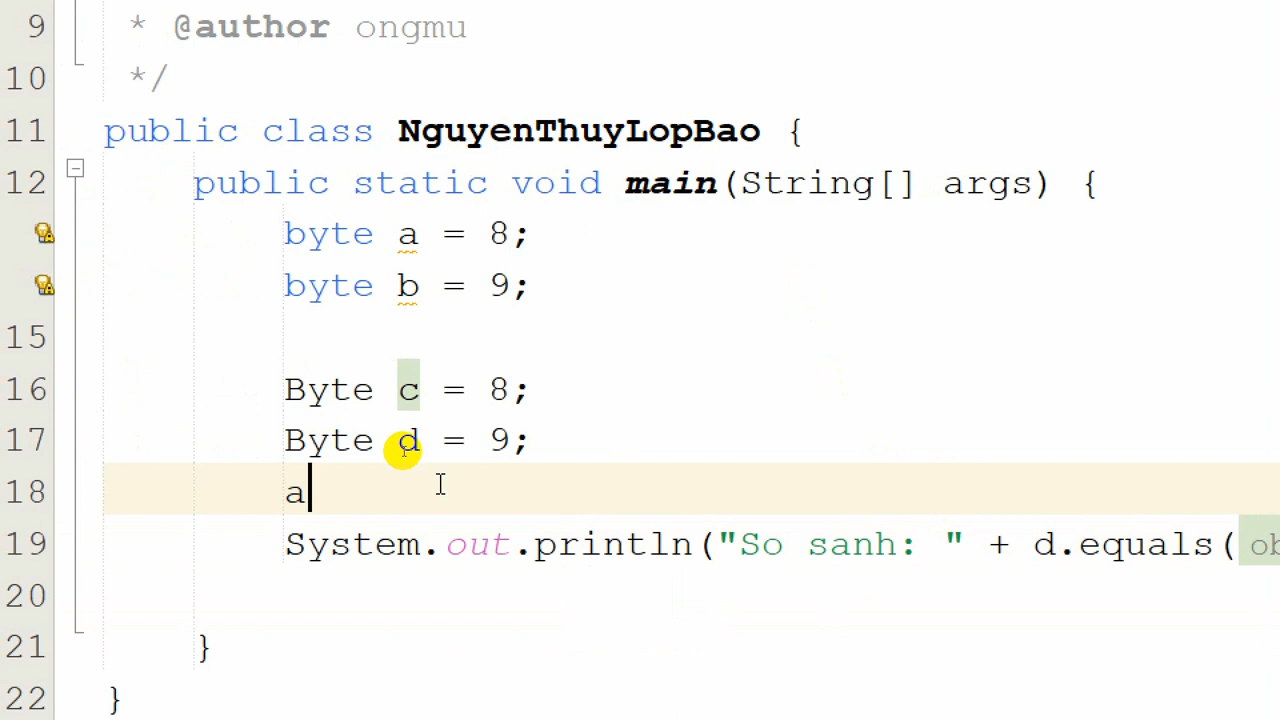 9 * @author ongmu
10 */
11 public class NguyenThuyLopBao {
12 public static void main(String[] args) {
byte a = 8;
byte b = 9;
15
16 Byte c = 8;
17 Byte d = 9;
18 a
19 System.out.println("So sanh: " + d.equals(
20
21 }
22 }